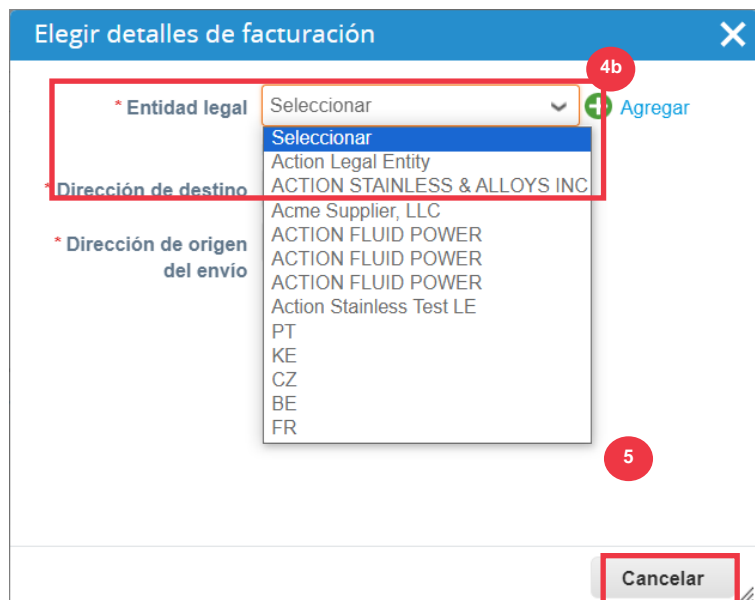 Elegir detalles de facturación
4b
* Entidad legal Seleccionar Agregar
Seleccionar
Action Legal Entity
* Dirección de destino ACTION STAINLESS & ALLOYS INC
Acme Supplier, LLC
* Dirección de origen ACTION FLUID POWER
del envío ACTION FLUID POWER
ACTION FLUID POWER
Action Stainless Test LE
PT
KE
CZ
BE
FR
5
Cancelar